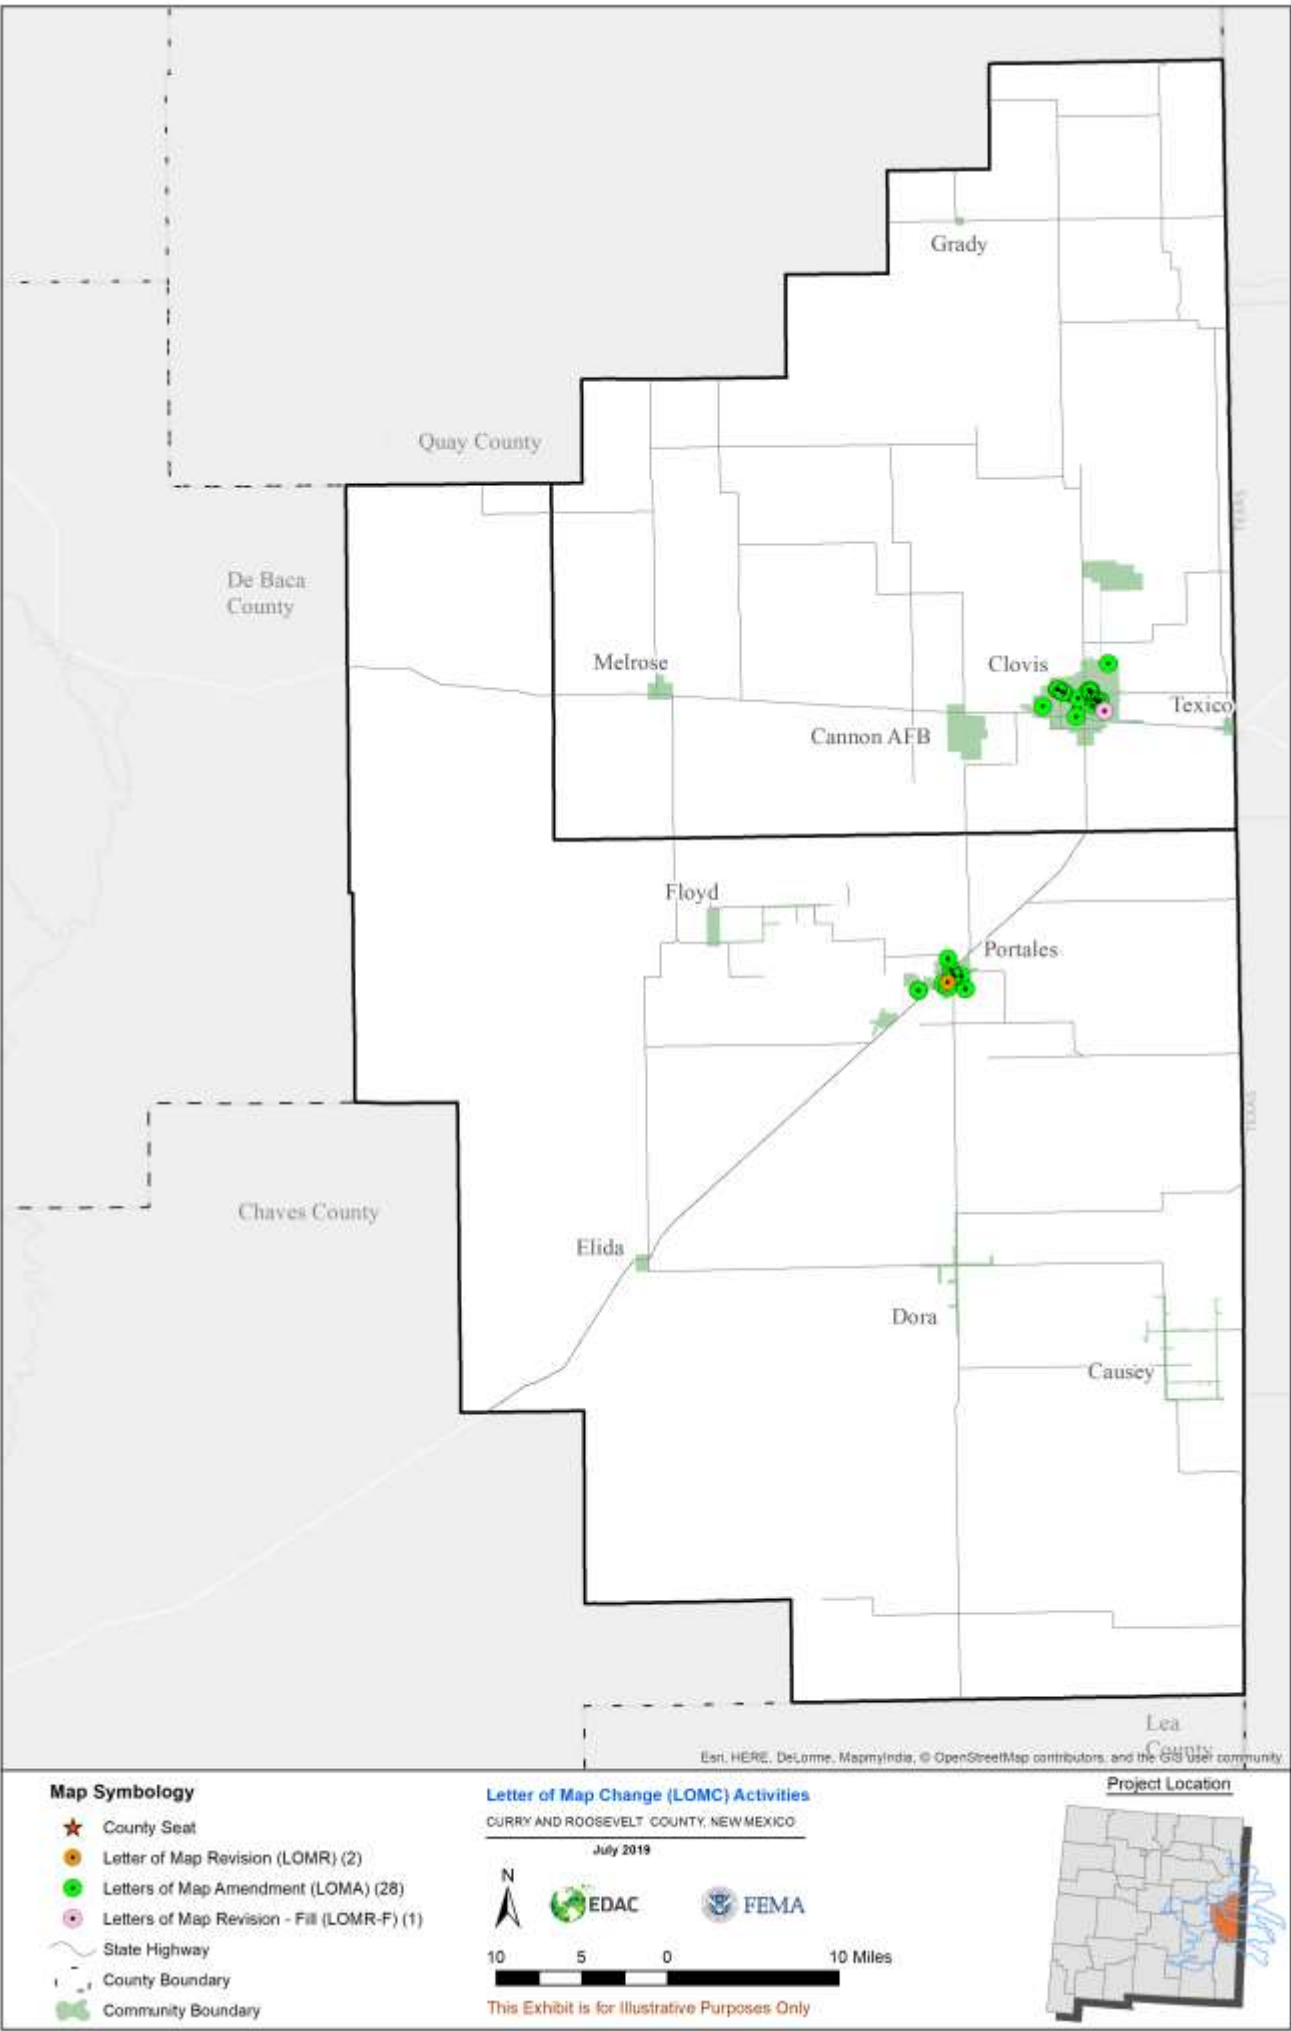 Grady
Quay County
TEXAS
De Baca
County
Melrose
Clovis
Texico
Cannon AFB
Floyd
Portales
TEXAS
Chaves County
Elida
Dora
Causey
Lea
County
Esri, HERE, DeLorme, MapmyIndia, © OpenStreetMap contributors, and the GIS user community
Map Symbology
County Seat
Letter of Map Revision (LOMR) (2)
Letters of Map Amendment (LOMA) (28)
Letters of Map Revision - Fill (LOMR-F) (1)
State Highway
County Boundary
Community Boundary
Letter of Map Change (LOMC) Activities
CURRY AND ROOSEVELT COUNTY, NEW MEXICO
July 2019
N
EDAC
FEMA
10 5 0 10 Miles
This Exhibit is for Illustrative Purposes Only
Project Location